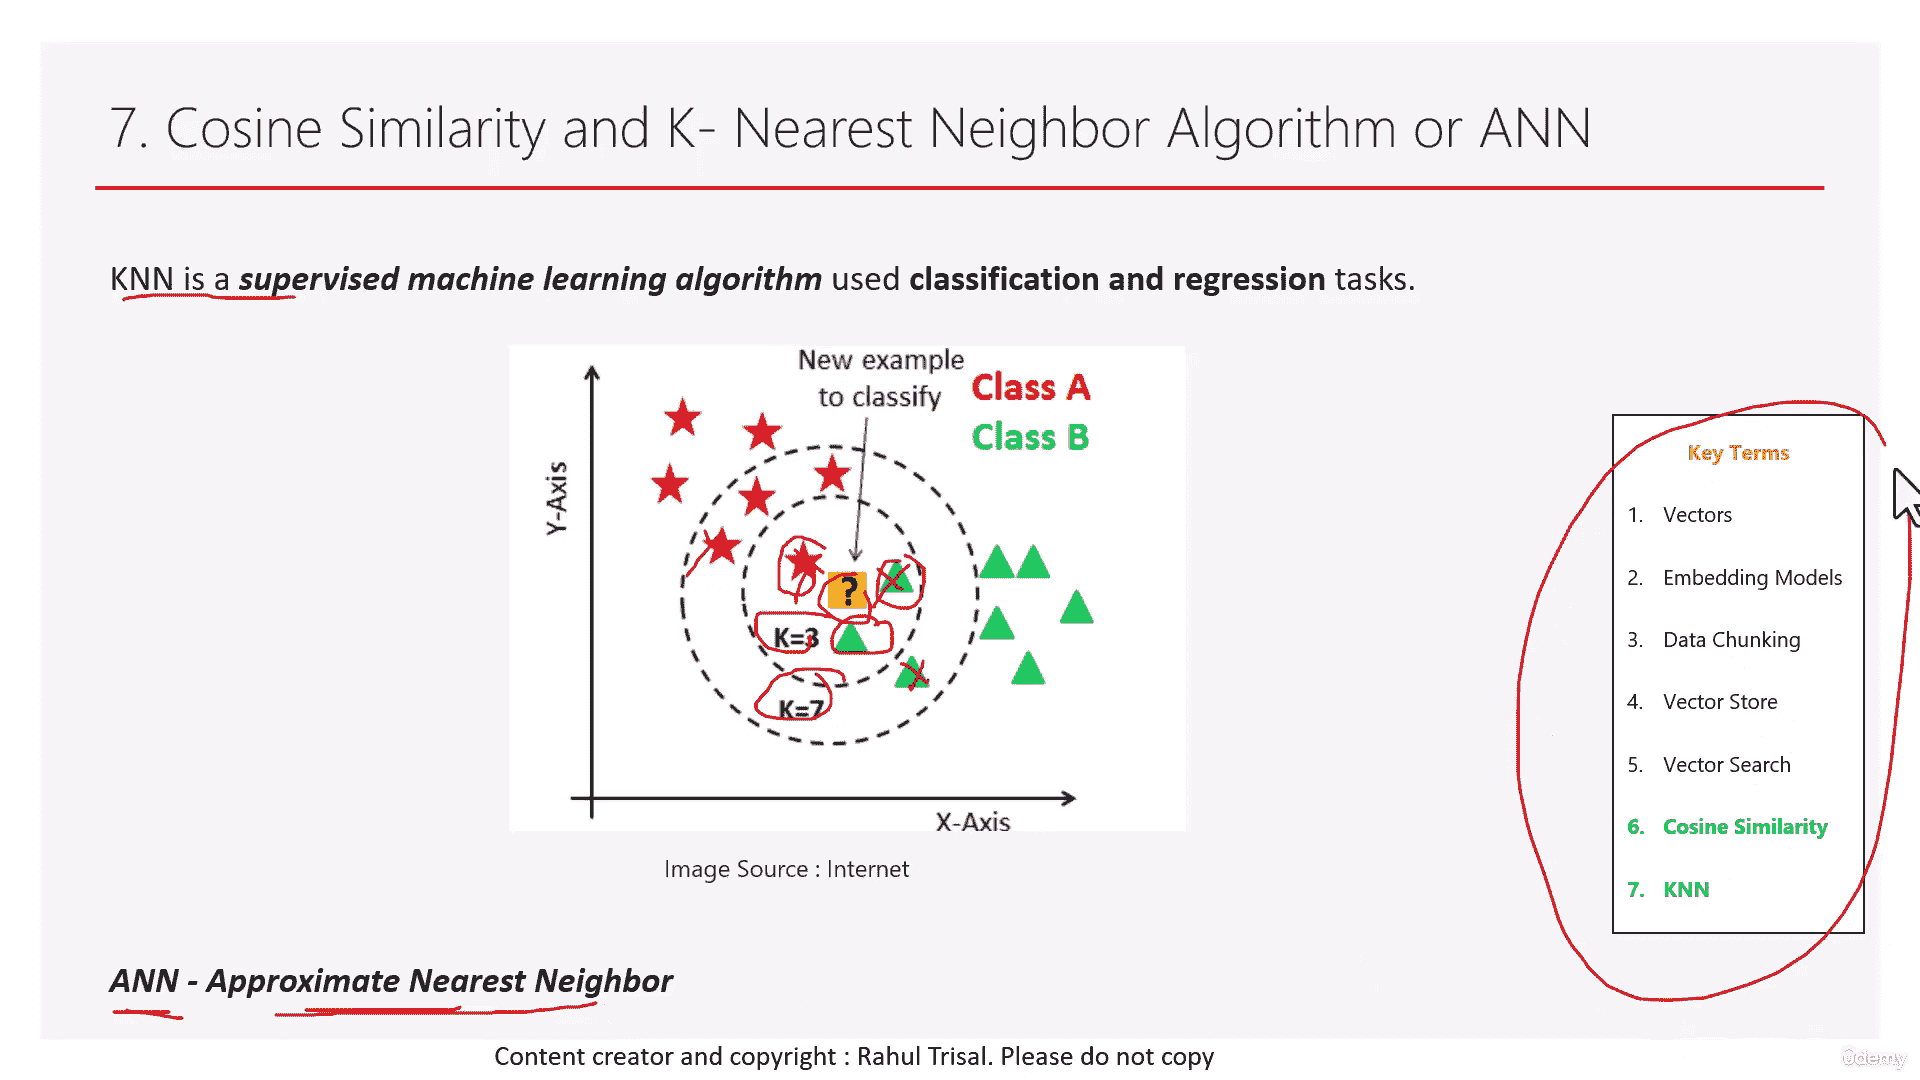 7. Cosine Similarity and K- Nearest Neighbor Algorithm or ANN
KNN is a supervised machine learning algorithm used classification and regression tasks.
New example
to classify
Class A
Class B
Y-Axis
?
K=3
K=7
X-Axis
Image Source : Internet
Key Terms
1. Vectors
2. Embedding Models
3. Data Chunking
4. Vector Store
5. Vector Search
6. Cosine Similarity
7. KNN
ANN - Approximate Nearest Neighbor
Content creator and copyright : Rahul Trisal. Please do not copy
ûdemy